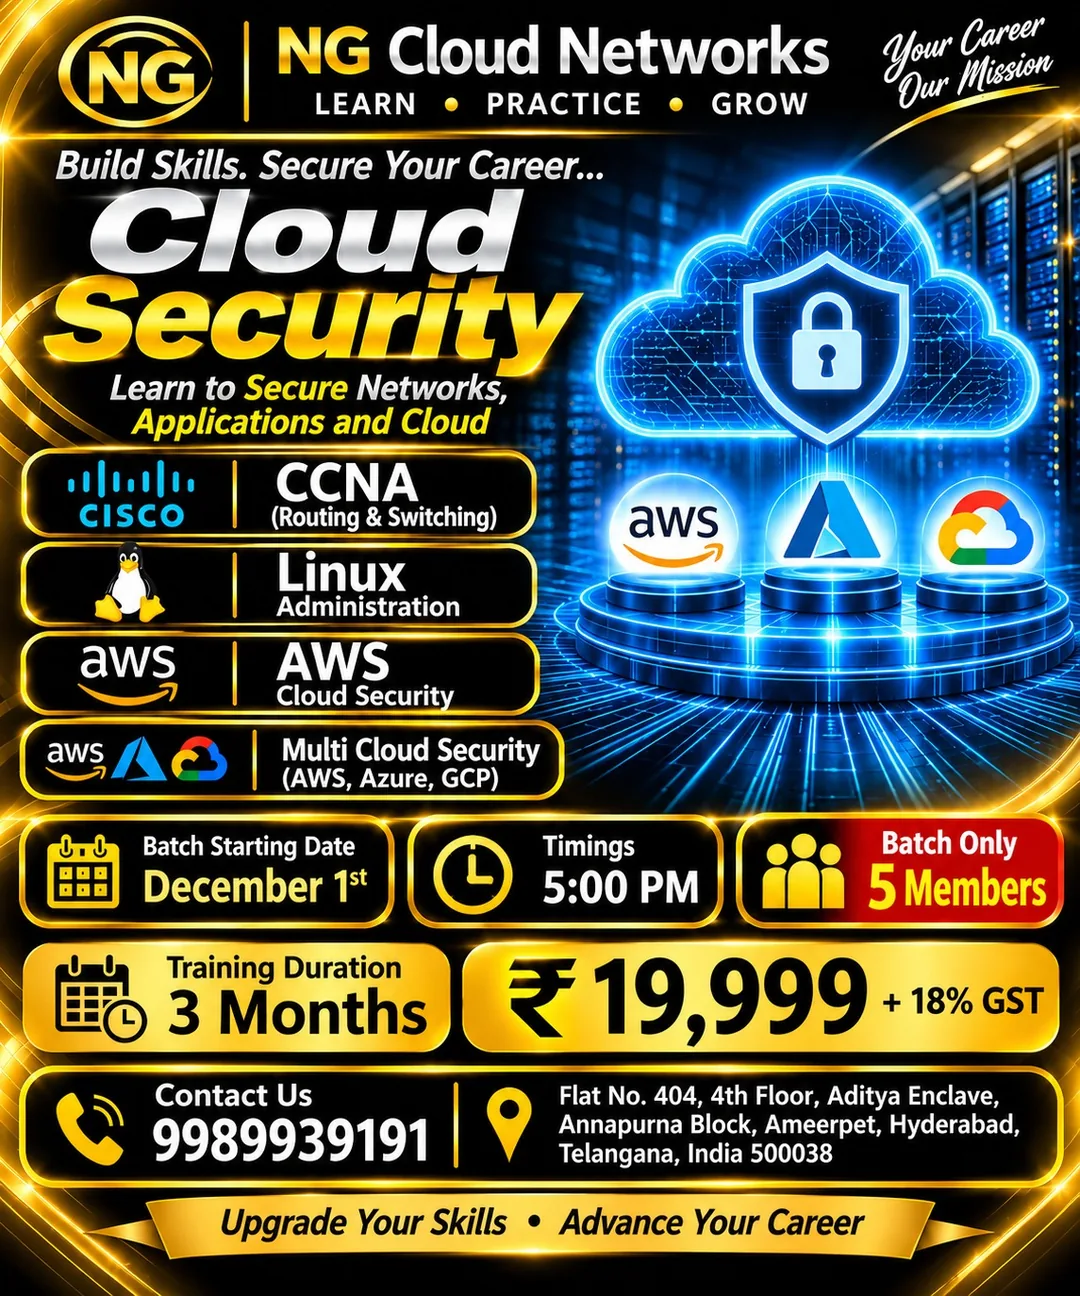 NG
NG Cloud Networks
LEARN • PRACTICE • GROW
Your Career
Our Mission
Build Skills. Secure Your Career...
Cloud
Security
Learn to Secure Networks,
Applications and Cloud
CISCO
CCNA
(Routing & Switching)
Linux
Administration
aws
AWS
Cloud Security
aws
Multi Cloud Security
(AWS, Azure, GCP)
aws
Batch Starting Date
December 1st
Timings
5:00 PM
Batch Only
5 Members
Training Duration
3 Months
₹ 19,999 + 18% GST
Contact Us
9989939191
Flat No. 404, 4th Floor, Aditya Enclave,
Annapurna Block, Ameerpet, Hyderabad,
Telangana, India 500038
Upgrade Your Skills • Advance Your Career